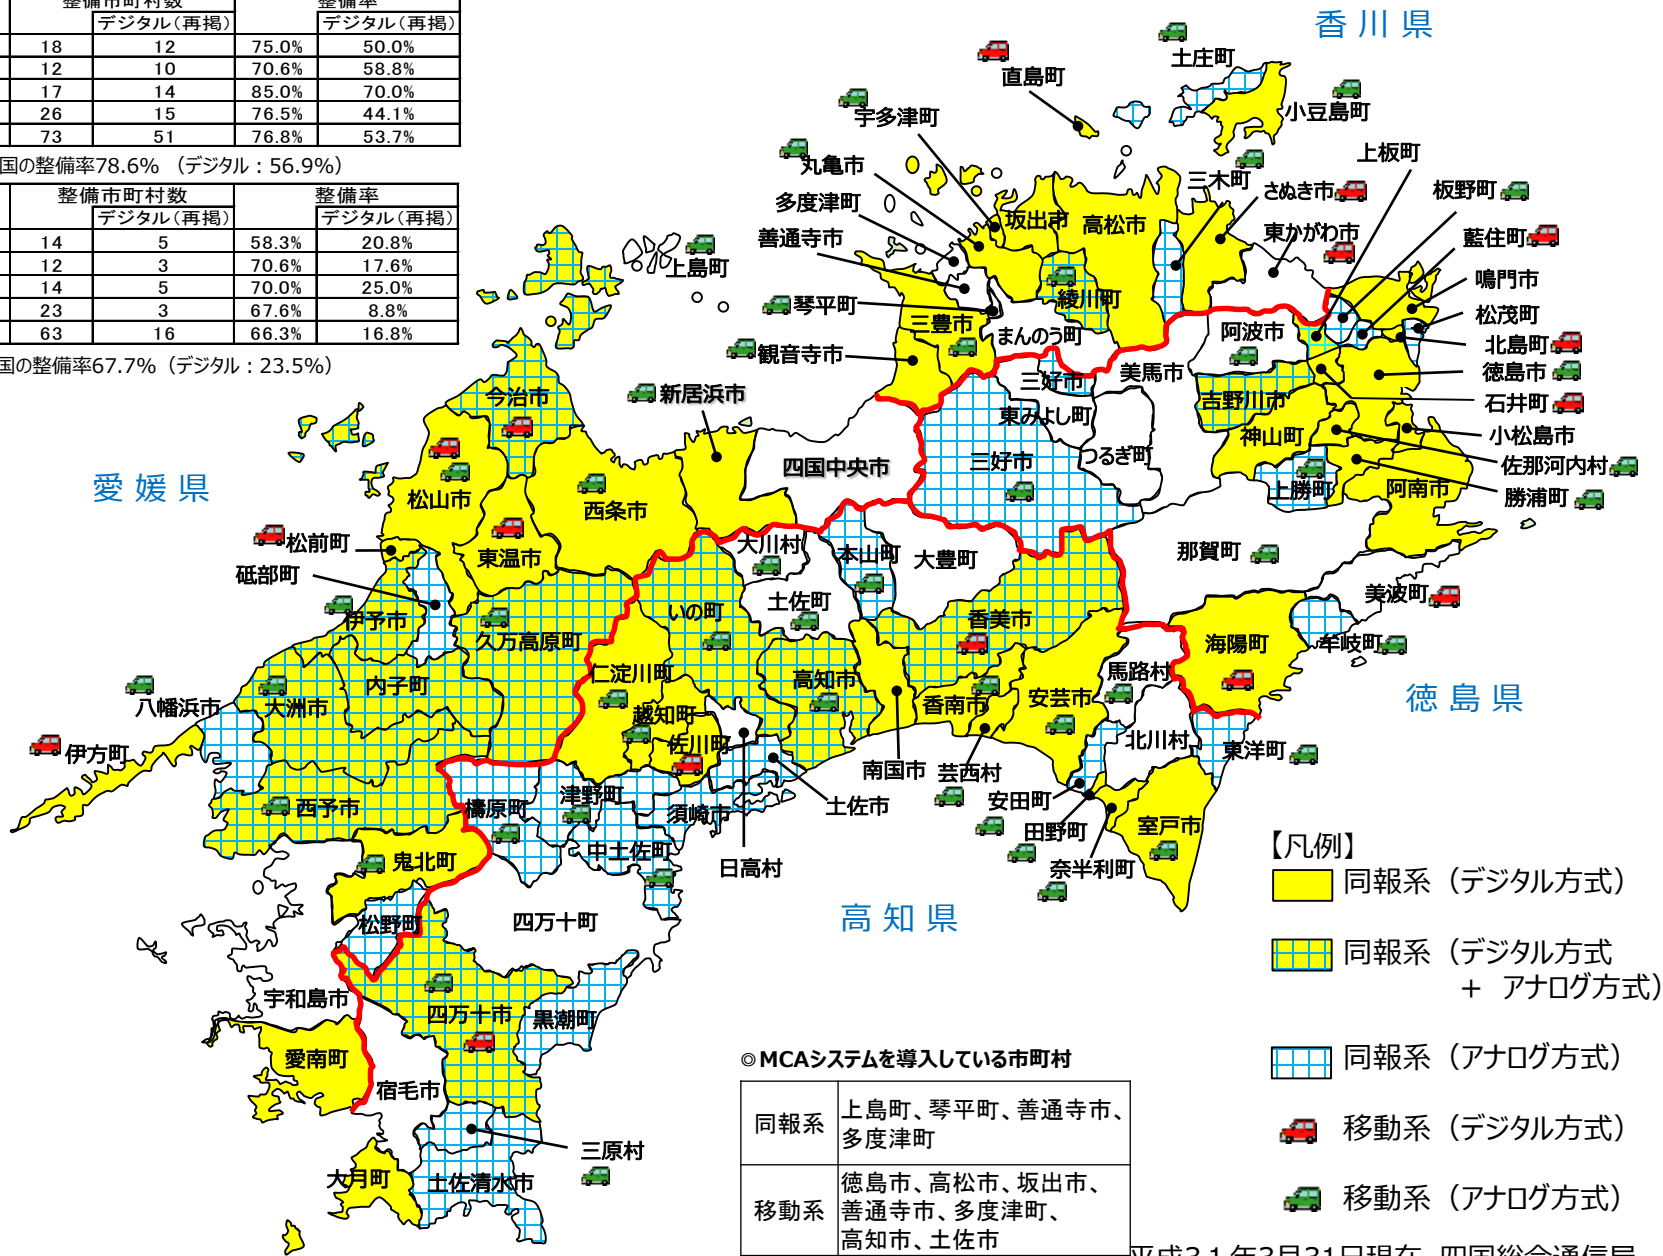 整備市町村数 整備率
デジタル(再掲) デジタル(再掲)
18 12 75.0% 50.0%
12 10 70.6% 58.8%
17 14 85.0% 70.0%
26 15 76.5% 44.1%
73 51 76.8% 53.7%
国の整備率78.6% (デジタル:56.9%)
整備市町村数 整備率
デジタル(再掲) デジタル(再掲)
14 5 58.3% 20.8%
12 3 70.6% 17.6%
14 5 70.0% 25.0%
23 3 67.6% 8.8%
63 16 66.3% 16.8%
国の整備率67.7% (デジタル:23.5%)
香川県
土庄町
直島町
小豆島町
宇多津町
丸亀市
多度津町
善通寺市
琴平町
観音寺市
三豊市
坂出市
高松市
綾川町
まんのう町
三木町
さぬき市
東かがわ市
上板町
板野町
藍住町
鳴門市
松茂町
北島町
徳島市
石井町
小松島市
佐那河内村
勝浦町
阿南市
阿波市
美馬市
三好市
東みよし町
つるぎ町
三好市
吉野川市
神山町
上勝町
那賀町
美波町
牟岐町
海陽町
徳島県
愛媛県
上島町
今治市
新居浜市
四国中央市
西条市
松山市
東温市
松前町
砥部町
伊予市
久万高原町
内子町
大洲市
八幡浜市
伊方町
西予市
鬼北町
松野町
宇和島市
愛南町
高知県
大川村
本山町
大豊町
土佐町
いの町
香美市
仁淀川町
高知市
越知町
佐川町
香南市
安芸市
馬路村
北川村
東洋町
南国市
芸西村
安田町
田野町
奈半利町
室戸市
土佐市
日高村
須崎市
津野町
檮原町
中土佐町
四万十町
四万十市
黒潮町
宿毛市
三原村
大月町
土佐清水市
【凡例】
同報系(デジタル方式)
同報系(デジタル方式
+ アナログ方式)
同報系(アナログ方式)
移動系(デジタル方式)
移動系(アナログ方式)
◎MCAシステムを導入している市町村
同報系 上島町、琴平町、善通寺市、
多度津町
移動系 徳島市、高松市、坂出市、
善通寺市、多度津町、
高知市、土佐市
平成31年3月31日現在 四国総合通信局